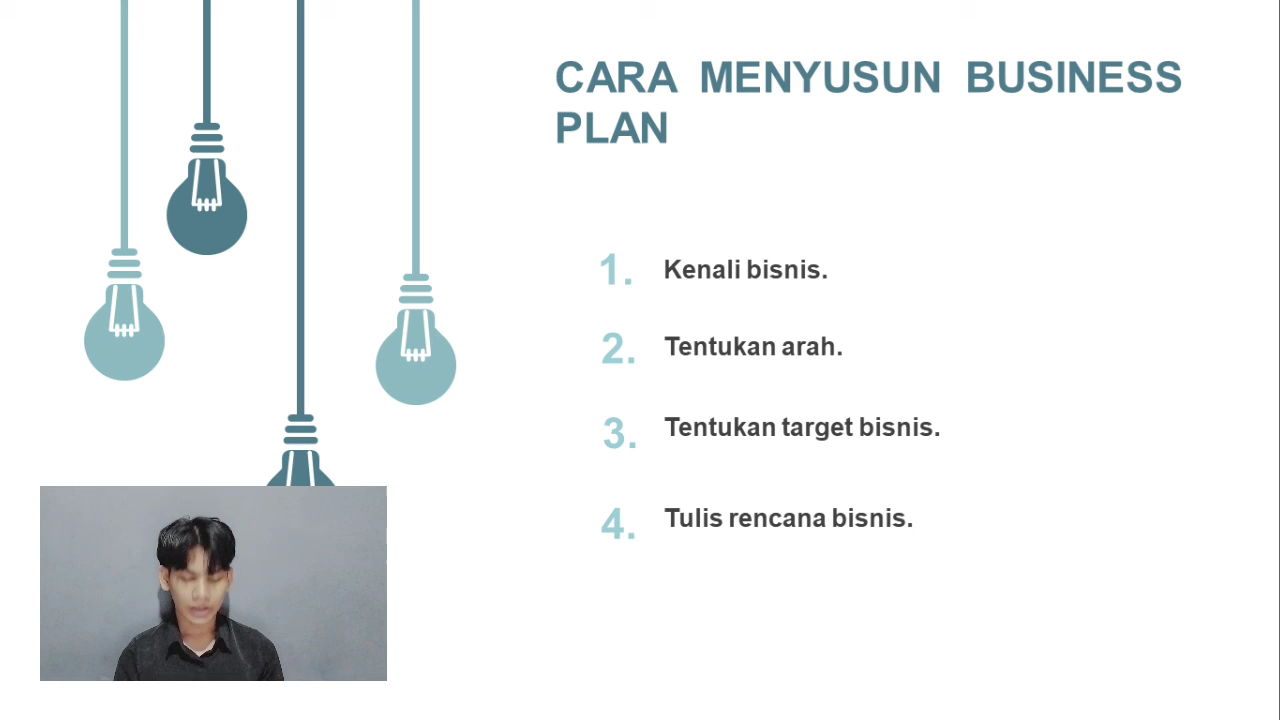 CARA MENYUSUN BUSINESS
PLAN
1. Kenali bisnis.
2. Tentukan arah.
3. Tentukan target bisnis.
4. Tulis rencana bisnis.